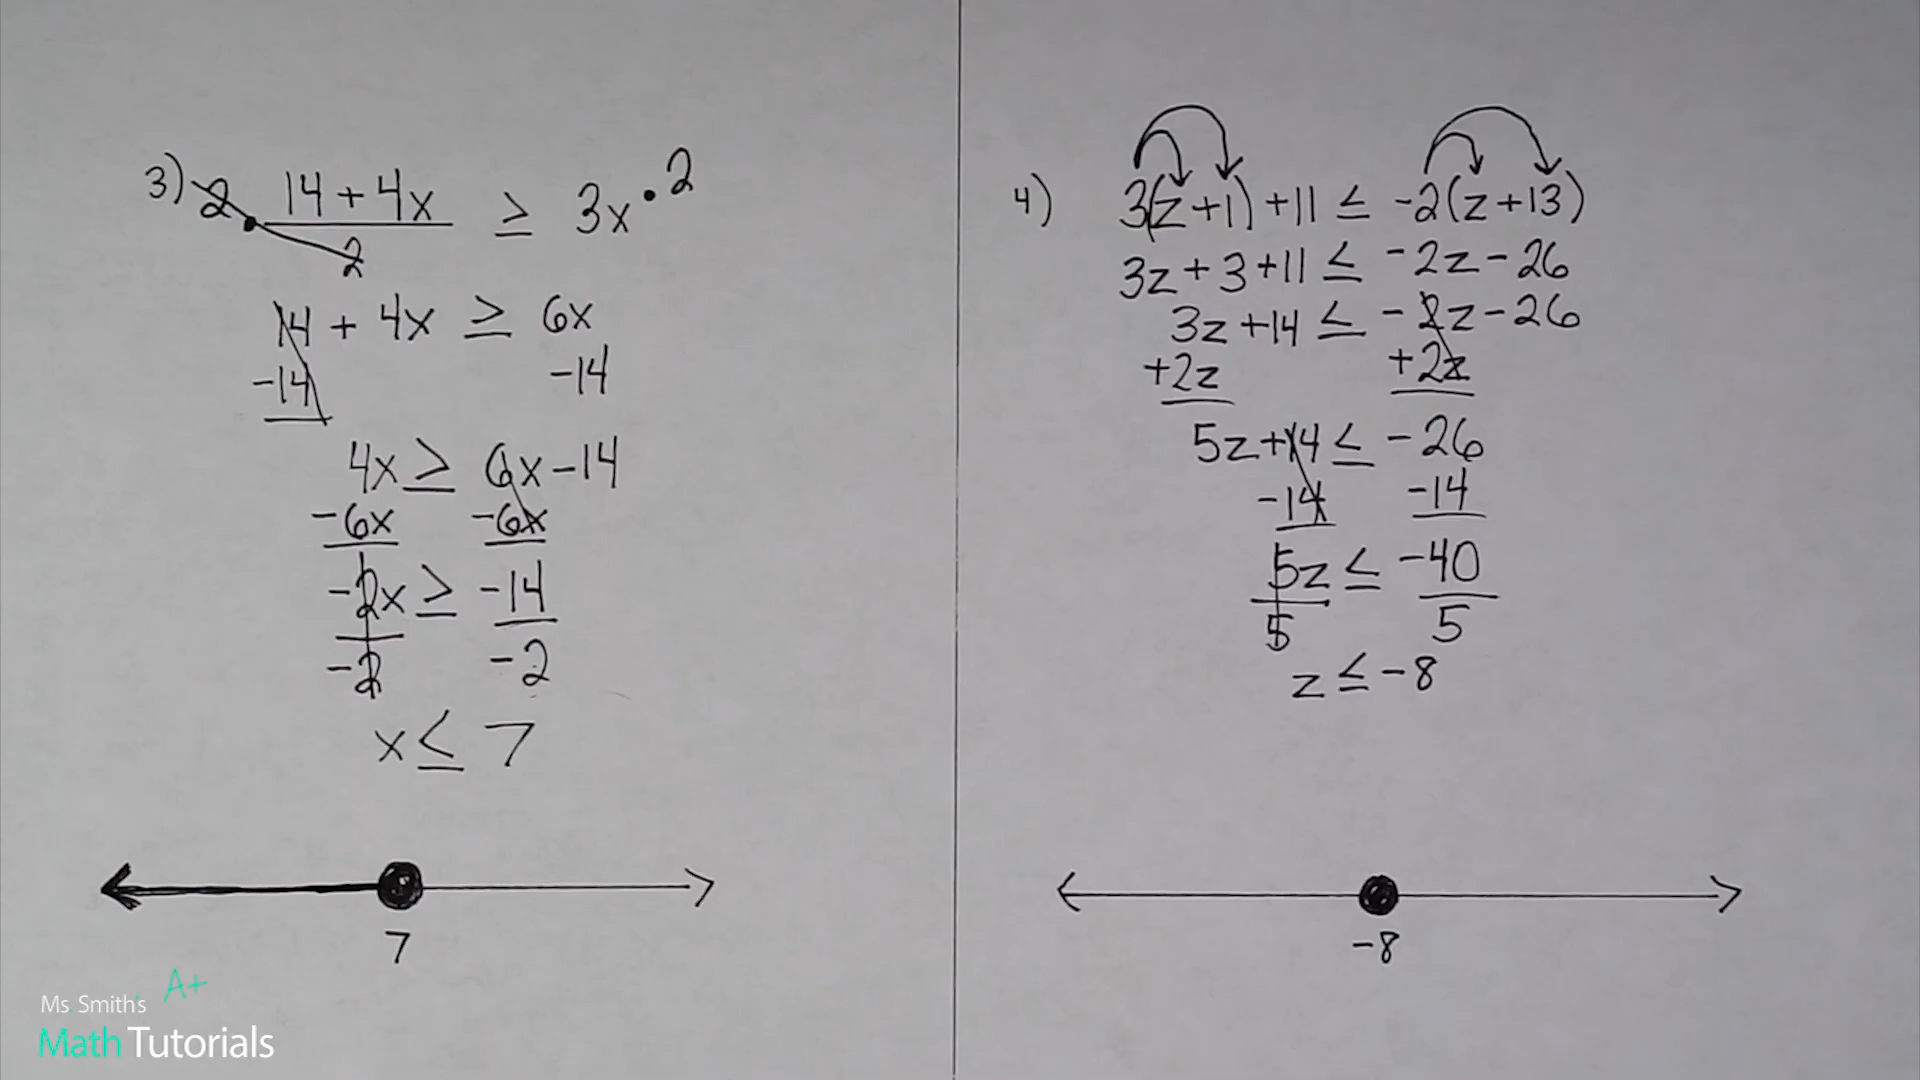 3) 2 · 14 + 4x / 2 ≥ 3x · 2
14 + 4x ≥ 6x
-14 -14
4x ≥ 6x - 14
-6x -6x
-2x ≥ -14
-2 -2
x ≤ 7
7
4) 3(z + 1) + 11 ≤ -2(z + 13)
3z + 3 + 11 ≤ -2z - 26
3z + 14 ≤ -2z - 26
+2z +2z
5z + 14 ≤ -26
-14 -14
5z ≤ -40
5 5
z ≤ -8
-8
A+
Ms. Smith's
Math Tutorials